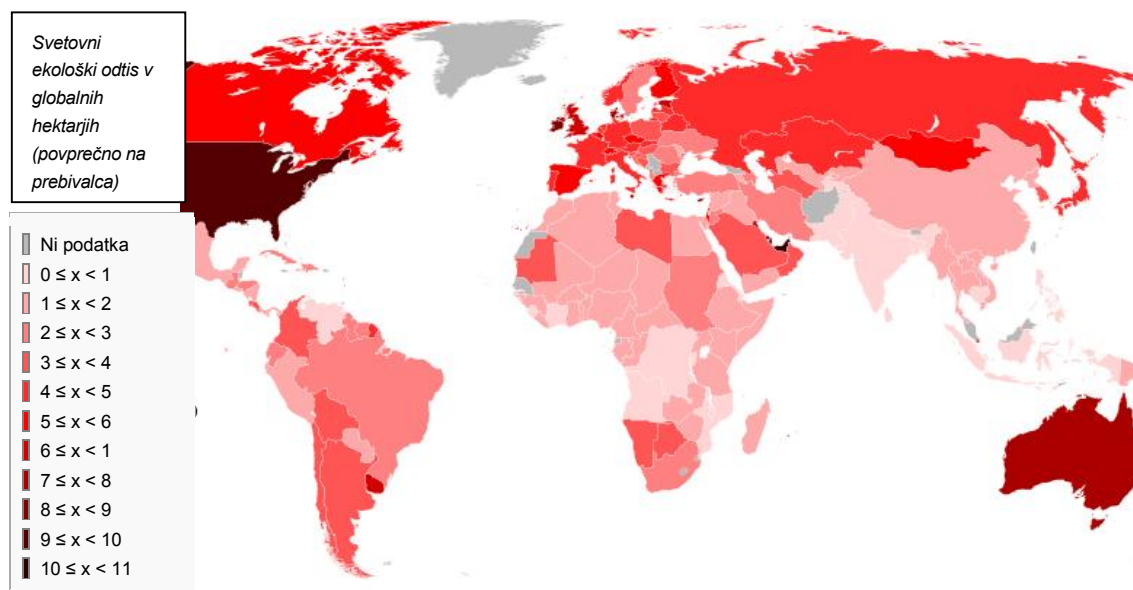 Svetovni
ekološki odtis v
globalnih
hektarjih
(povprečno na
prebivalca)
Ni podatka
0 ≤ x < 1
1 ≤ x < 2
2 ≤ x < 3
3 ≤ x < 4
4 ≤ x < 5
5 ≤ x < 6
6 ≤ x < 1
7 ≤ x < 8
8 ≤ x < 9
9 ≤ x < 10
10 ≤ x < 11